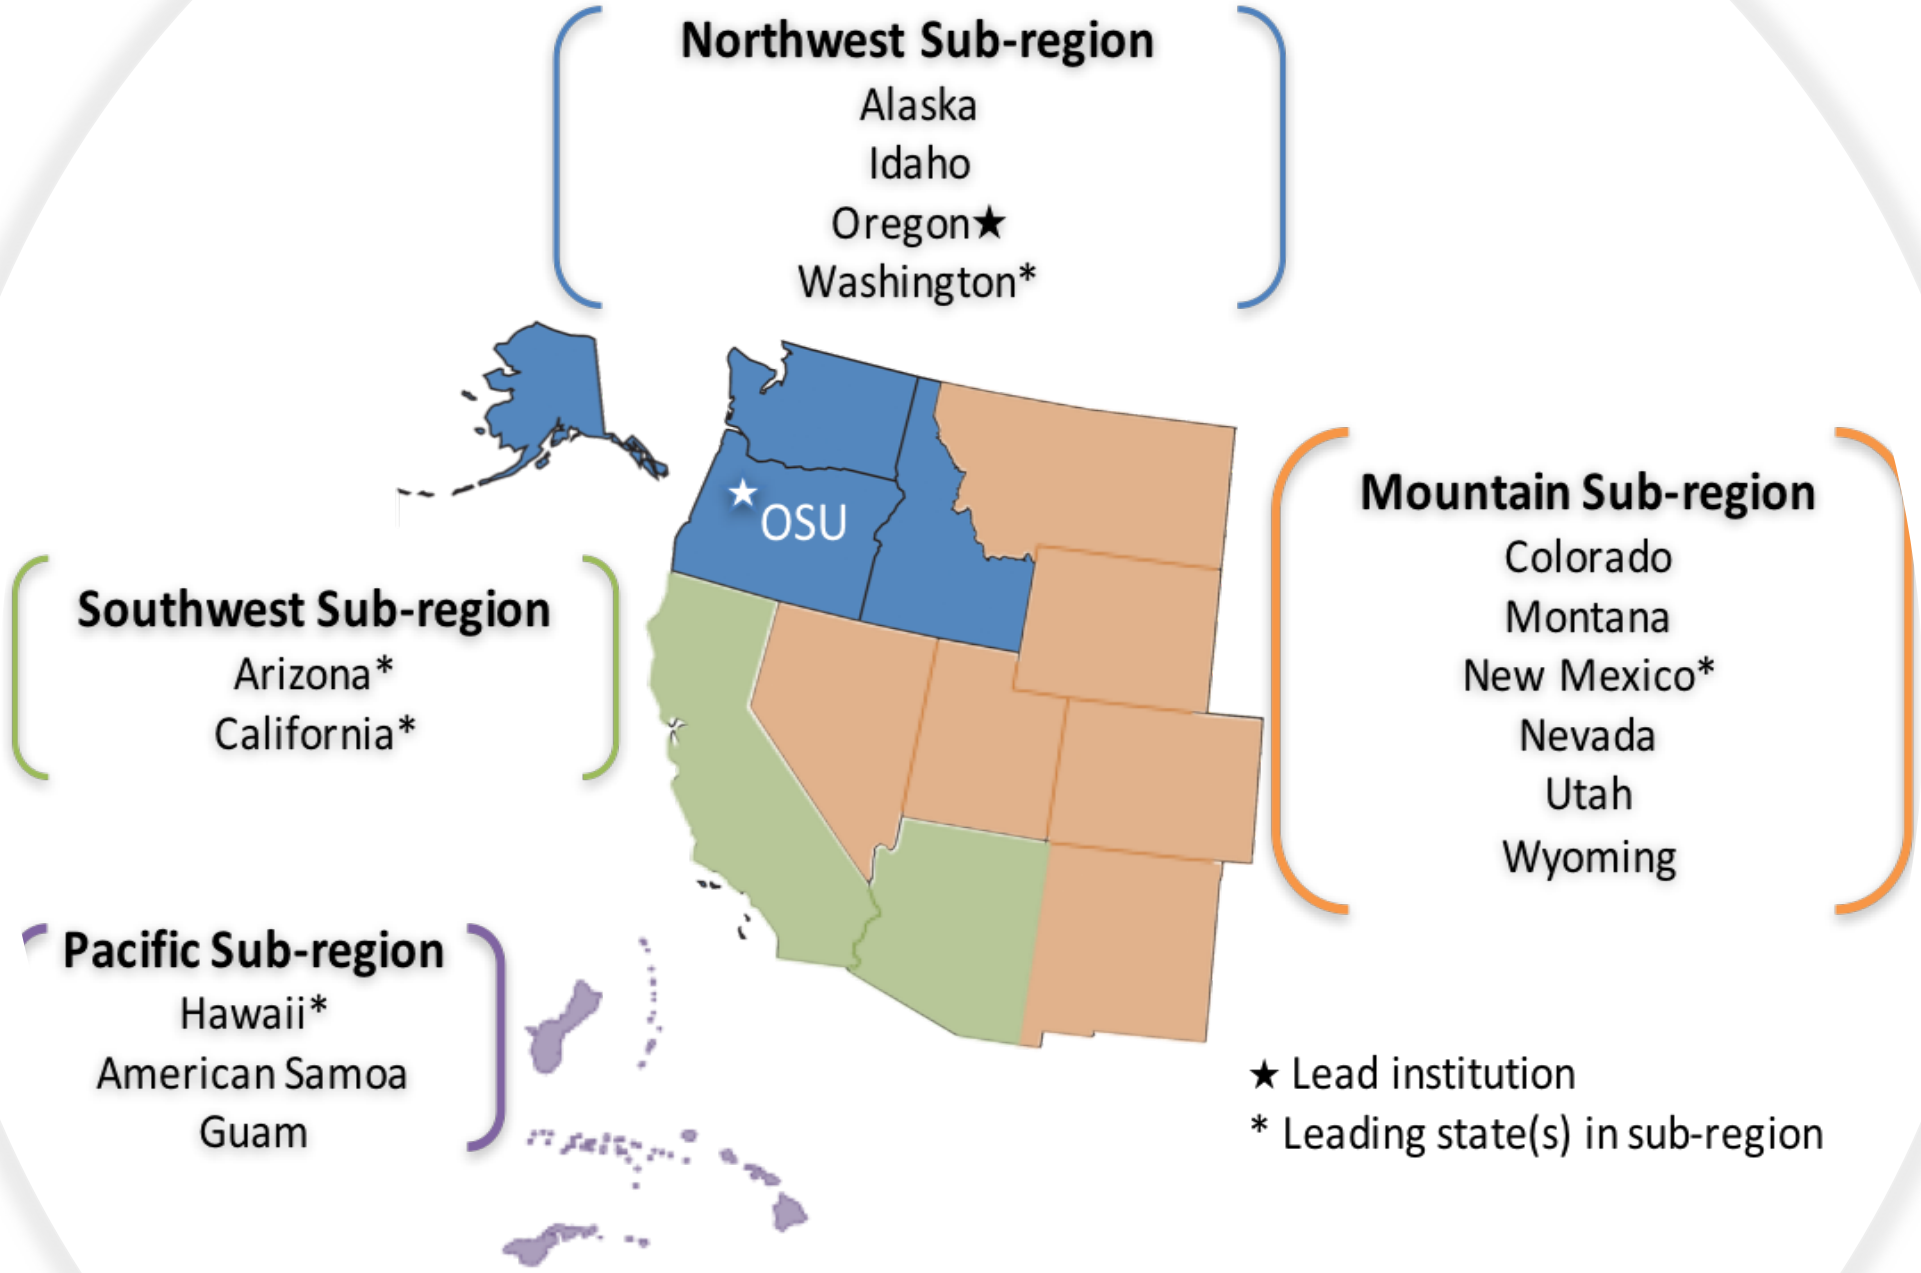 Northwest Sub-region
Alaska
Idaho
Oregon★
Washington*
OSU
Mountain Sub-region
Colorado
Montana
New Mexico*
Nevada
Utah
Wyoming
Southwest Sub-region
Arizona*
California*
Pacific Sub-region
Hawaii*
American Samoa
Guam
★ Lead institution
* Leading state(s) in sub-region